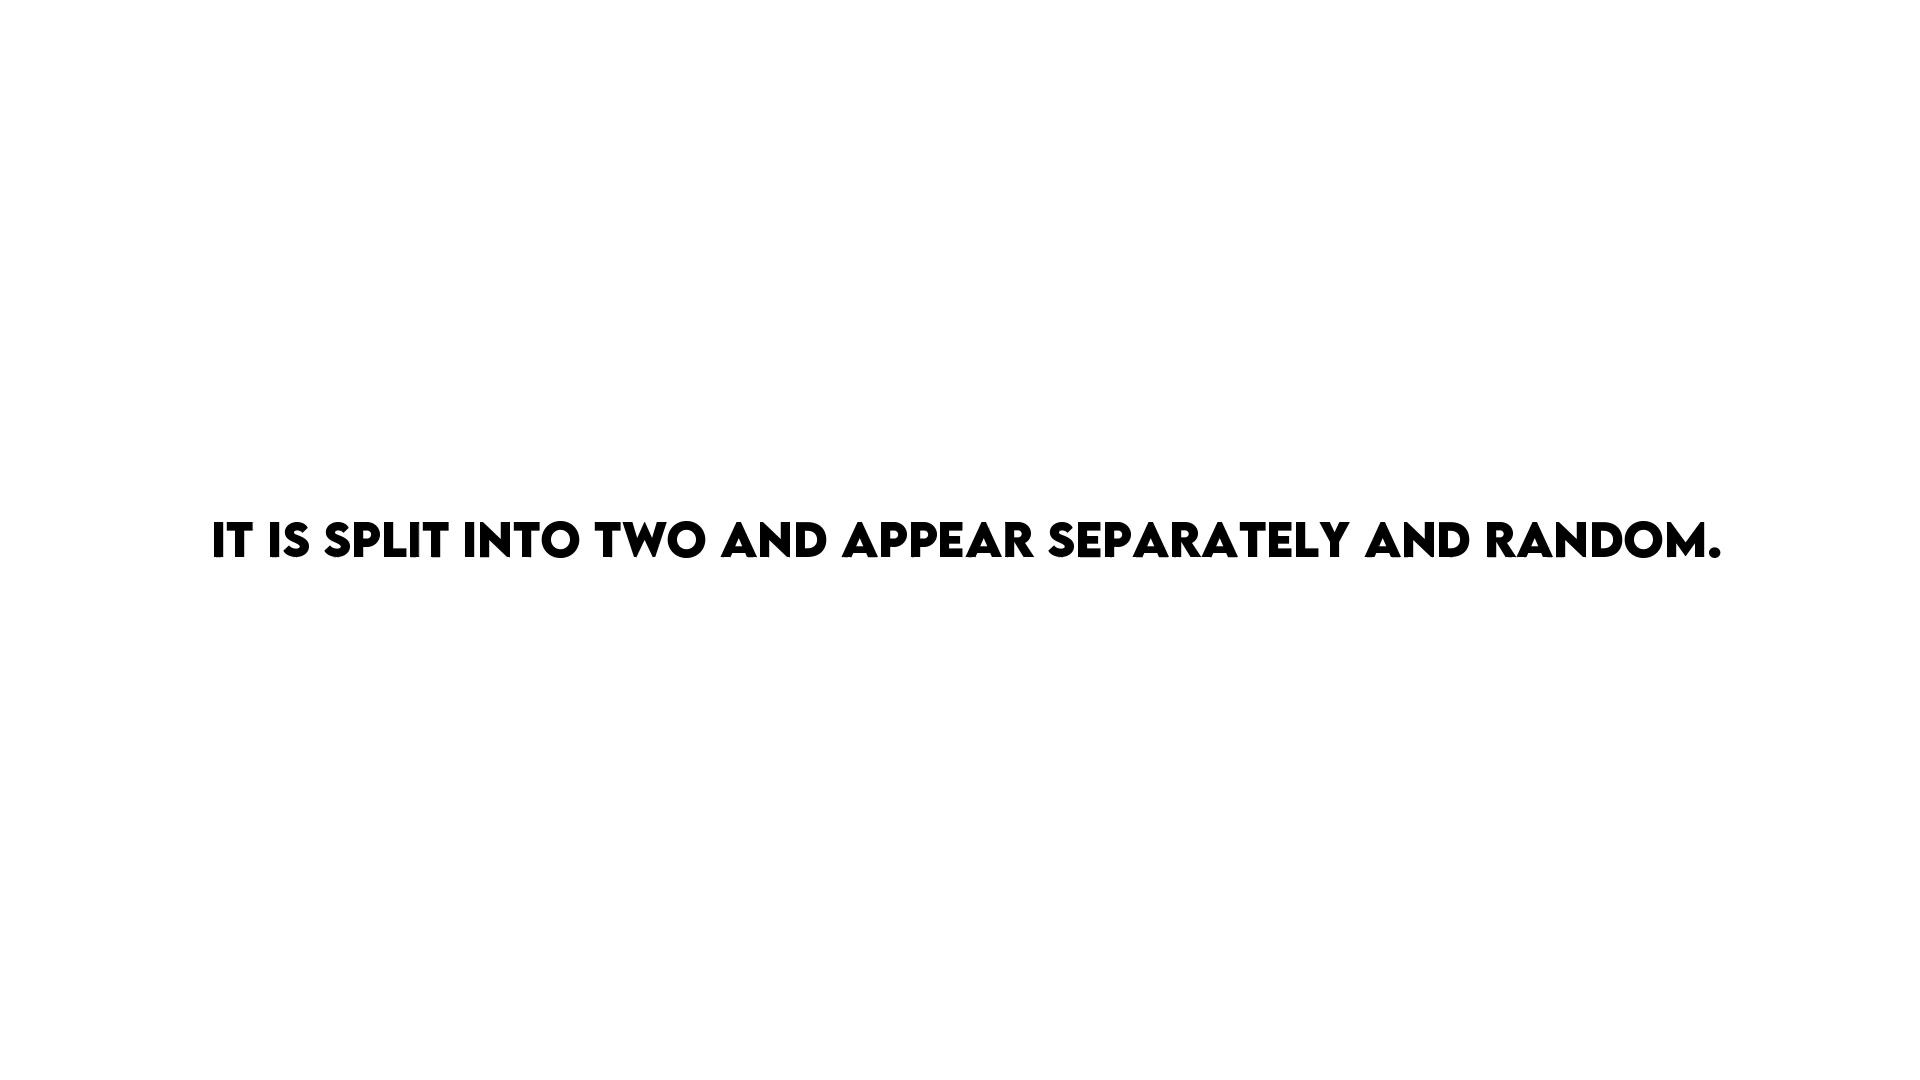 IT IS SPLIT INTO TWO AND APPEAR SEPARATELY AND RANDOM.